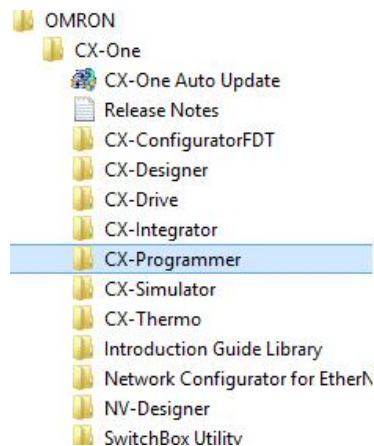 OMRON
CX-One
CX-One Auto Update
Release Notes
CX-ConfiguratorFDT
CX-Designer
CX-Drive
CX-Integrator
CX-Programmer
CX-Simulator
CX-Thermo
Introduction Guide Library
Network Configurator for EtherN
NV-Designer
SwitchBox Utility